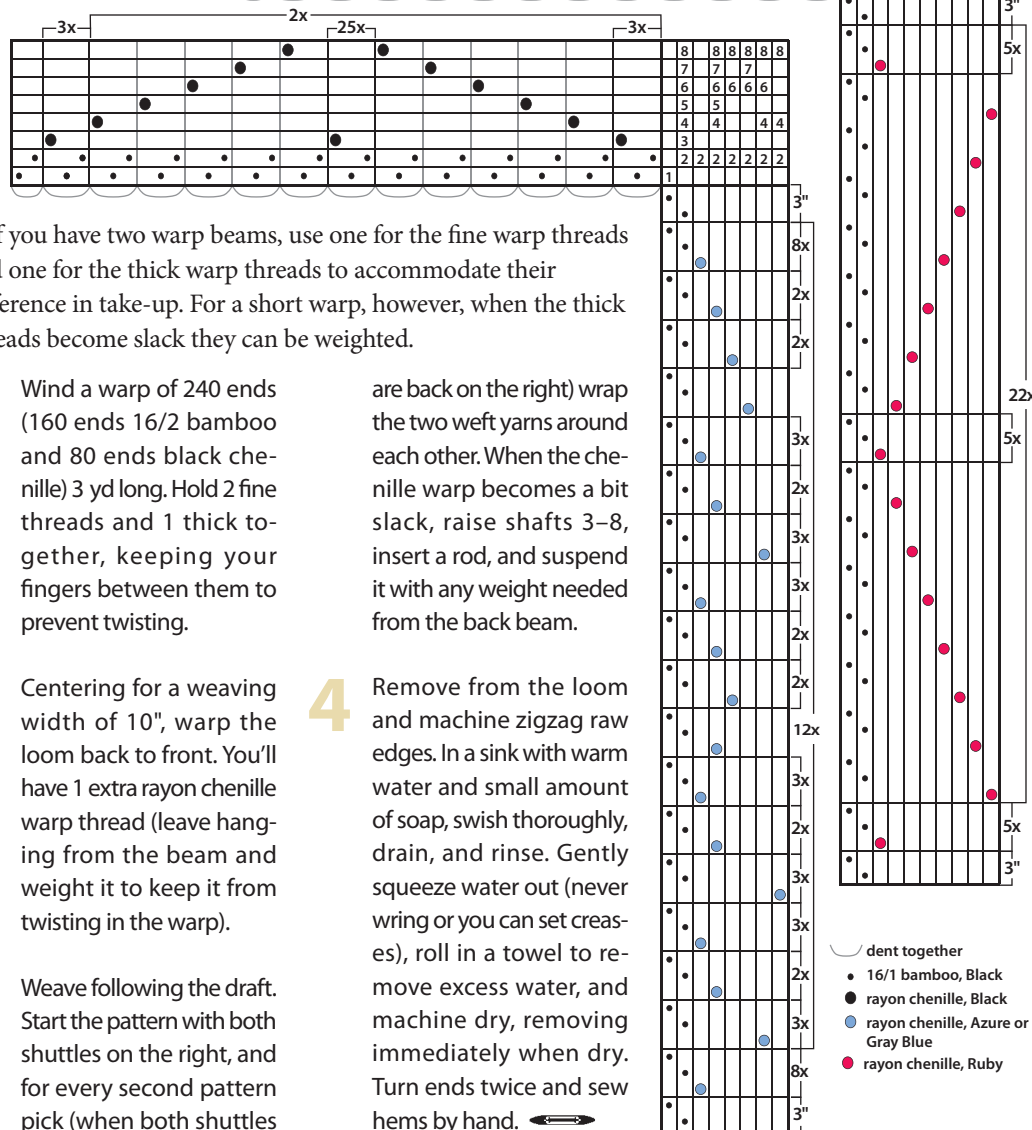 2x
3x 25x 3x
8 8 8 8 8 8
7 7 7
6 6 6 6 6
5 5
4 4 4 4
3
2 2 2 2 2 2 2
1
f you have two warp beams, use one for the fine warp threads
one for the thick warp threads to accommodate their
ference in take-up. For a short warp, however, when the thick
eads become slack they can be weighted.
Wind a warp of 240 ends
(160 ends 16/2 bamboo
and 80 ends black che-
nille) 3 yd long. Hold 2 fine
threads and 1 thick to-
gether, keeping your
fingers between them to
prevent twisting.
Centering for a weaving
width of 10", warp the
loom back to front. You'll
have 1 extra rayon chenille
warp thread (leave hang-
ing from the beam and
weight it to keep it from
twisting in the warp).
Weave following the draft.
Start the pattern with both
shuttles on the right, and
for every second pattern
pick (when both shuttles
are back on the right) wrap
the two weft yarns around
each other. When the che-
nille warp becomes a bit
slack, raise shafts 3–8,
insert a rod, and suspend
it with any weight needed
from the back beam.
4
Remove from the loom
and machine zigzag raw
edges. In a sink with warm
water and small amount
of soap, swish thoroughly,
drain, and rinse. Gently
squeeze water out (never
wring or you can set creas-
es), roll in a towel to re-
move excess water, and
machine dry, removing
immediately when dry.
Turn ends twice and sew
hems by hand.
3"
8x
2x
2x
3x
2x
3x
3x
2x
2x
12x
3x
2x
3x
3x
2x
3x
8x
3"
3"
5x
22x
5x
5x
3"
dent together
16/1 bamboo, Black
rayon chenille, Black
rayon chenille, Azure or
Gray Blue
rayon chenille, Ruby